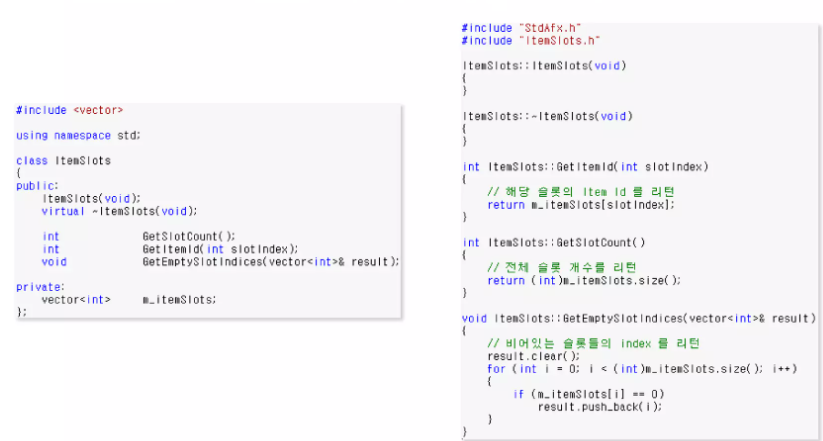 #include <vector>
using namespace std;
class ItemSlots
{
public:
ItemSlots(void);
virtual ~ItemSlots(void);
int GetSlotCount();
int GetItemId(int slotIndex);
void GetEmptySlotIndices(vector<int>& result);
private:
vector<int> m_itemSlots;
};
#include "StdAfx.h"
#include "ItemSlots.h"
ItemSlots::ItemSlots(void)
{
}
ItemSlots::~ItemSlots(void)
{
}
int ItemSlots::GetItemId(int slotIndex)
{
// 해당 슬롯의 Item Id 를 리턴
return m_itemSlots[slotIndex];
}
int ItemSlots::GetSlotCount()
{
// 전체 슬롯 개수를 리턴
return (int)m_itemSlots.size();
}
void ItemSlots::GetEmptySlotIndices(vector<int>& result)
{
// 비어있는 슬롯들의 index 를 리턴
result.clear();
for (int i = 0; i < (int)m_itemSlots.size(); i++)
{
if (m_itemSlots[i] == 0)
result.push_back(i);
}
}